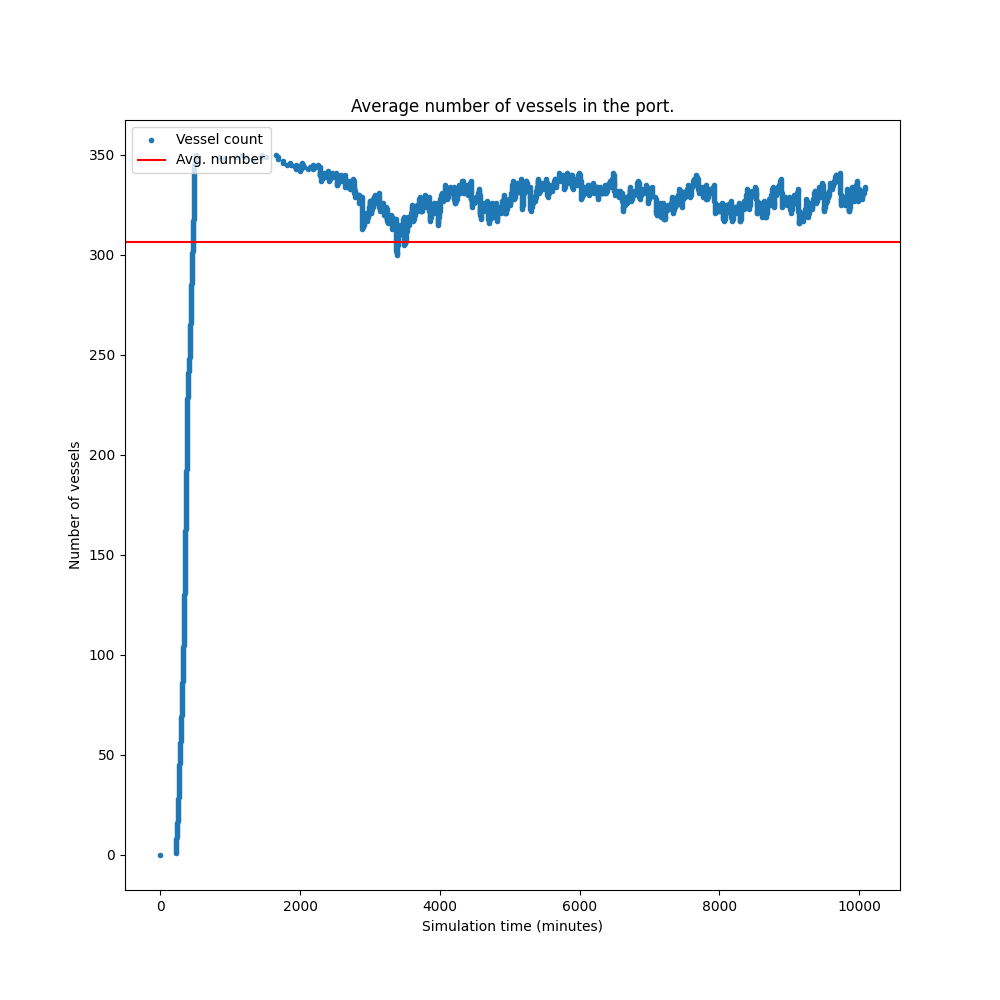 Average number of vessels in the port.
Vessel count
Avg. number
350
300
250
200
150
100
50
0
Number of vessels
0 2000 4000 6000 8000 10000
Simulation time (minutes)